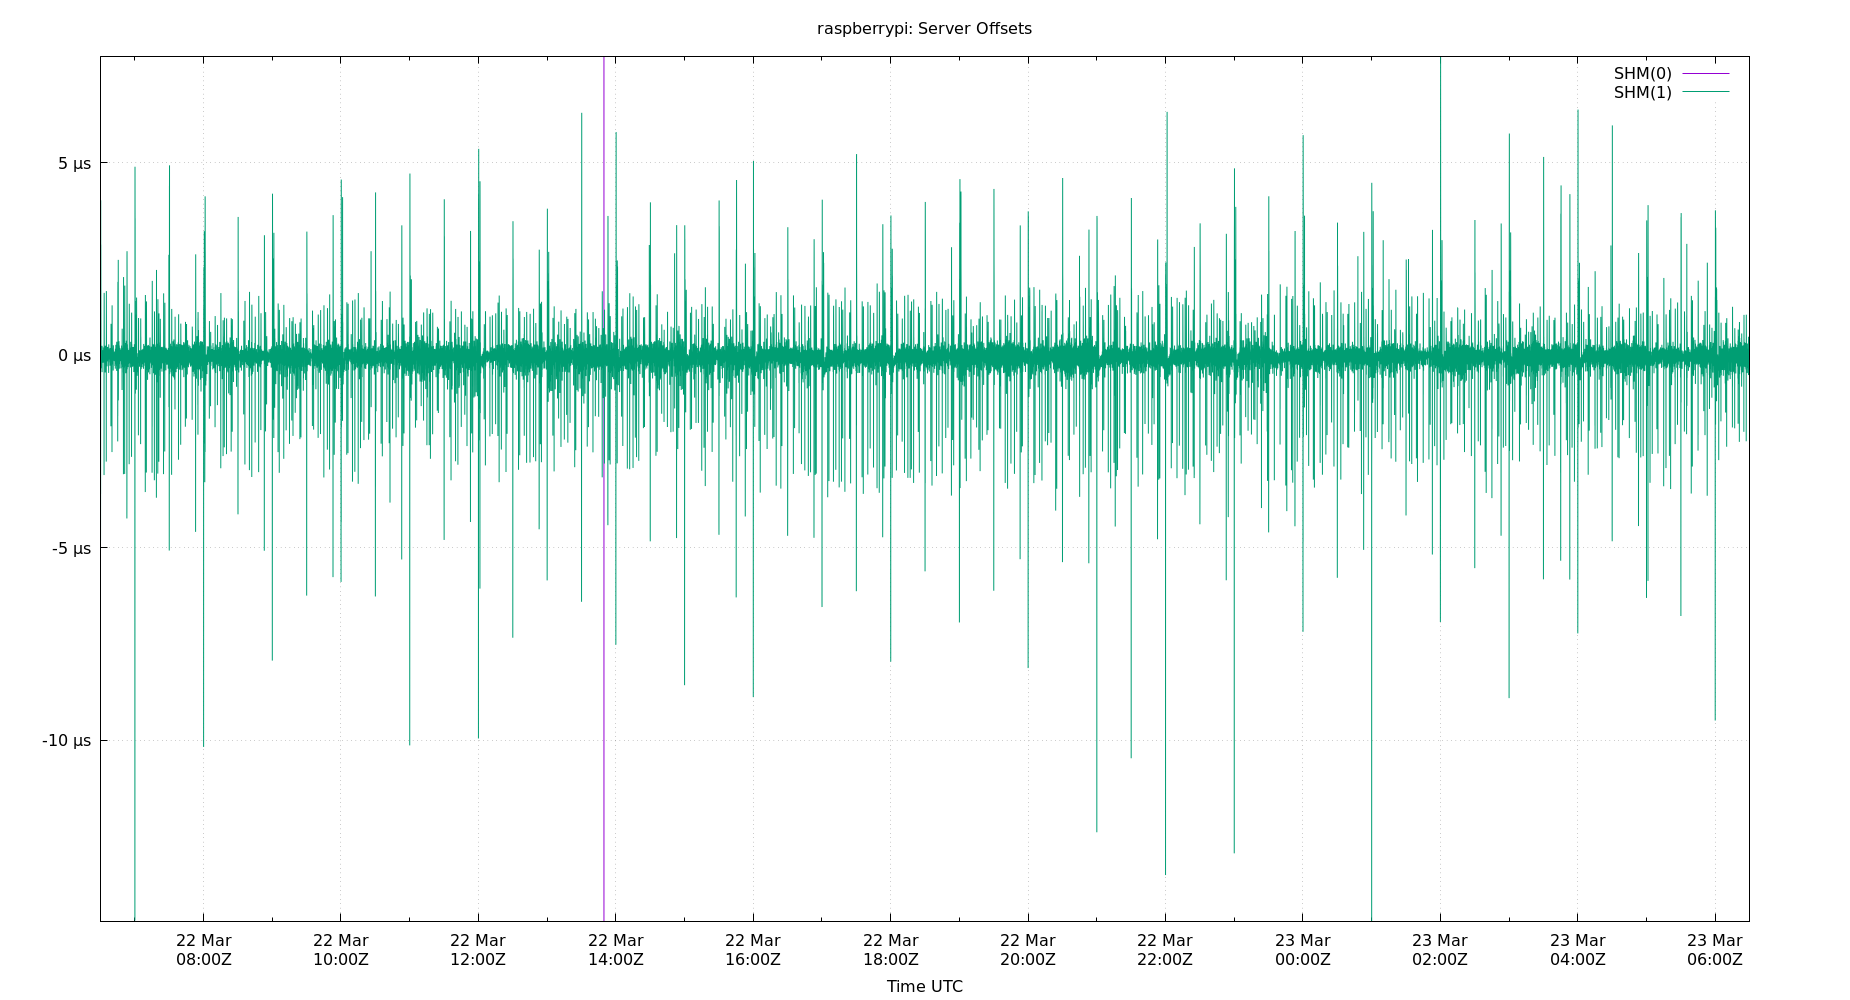 raspberrypi: Server Offsets
SHM(0)
SHM(1)
5 µs
0 µs
-5 µs
-10 µs
22 Mar 22 Mar 22 Mar 22 Mar 22 Mar 22 Mar 22 Mar 22 Mar 23 Mar 23 Mar 23 Mar 23 Mar
08:00Z 10:00Z 12:00Z 14:00Z 16:00Z 18:00Z 20:00Z 22:00Z 00:00Z 02:00Z 04:00Z 06:00Z
Time UTC